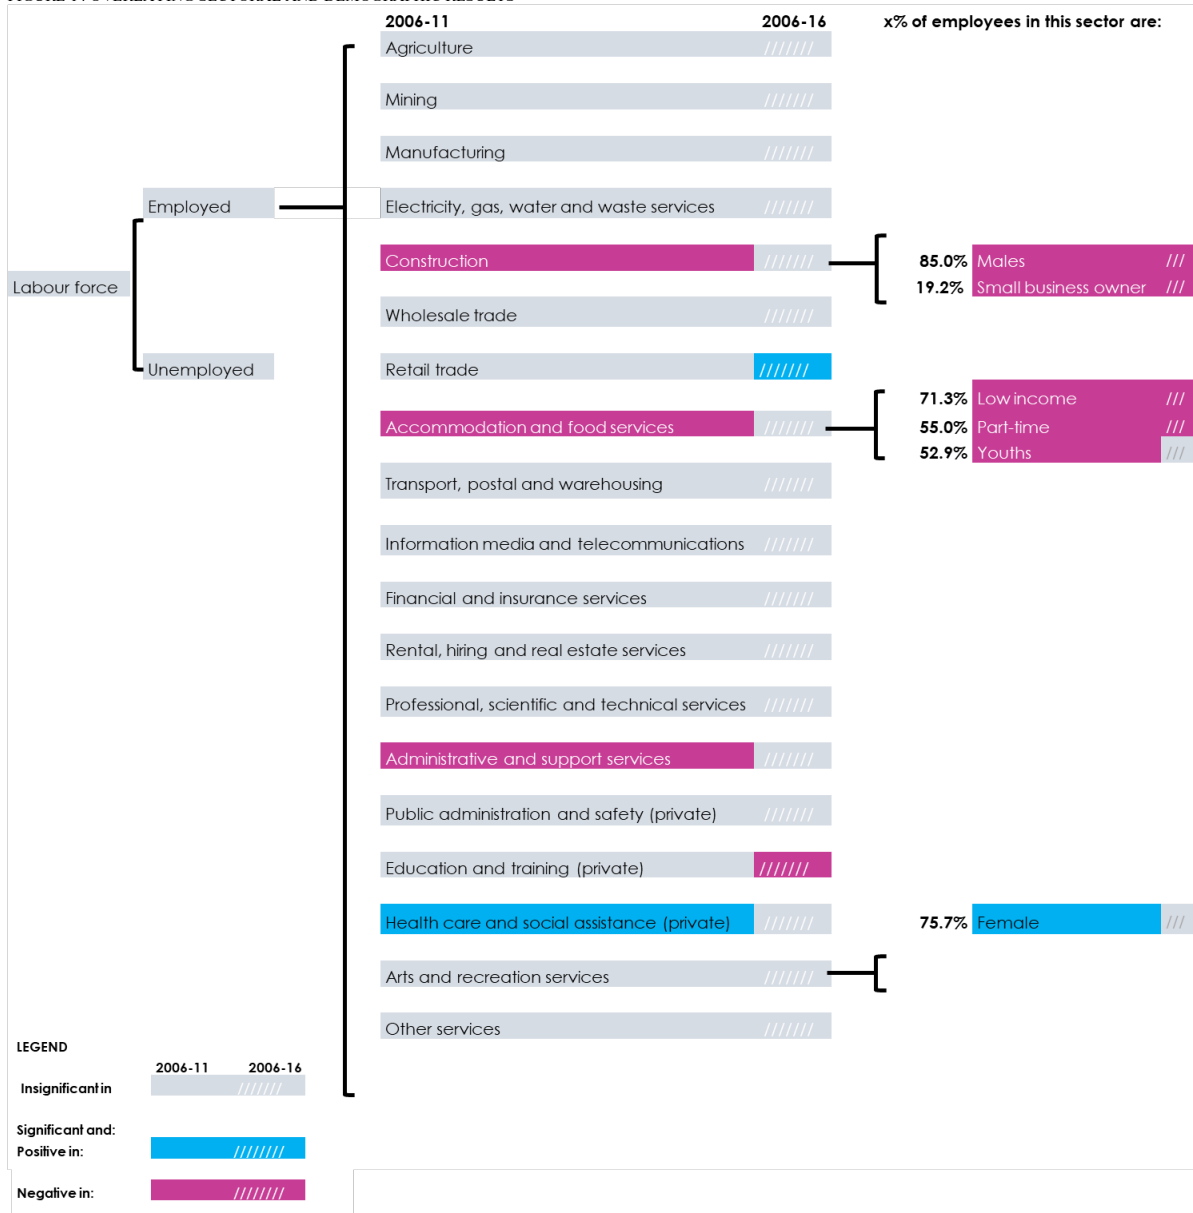 2006-11 2006-16 x% of employees in this sector are:
Agriculture ///////
Mining ///////
Manufacturing ///////
Employed Electricity, gas, water and waste services ///////
Construction /////// 85.0% Males ///
Labour force 19.2% Small business owner ///
Wholesale trade ///////
Unemployed Retail trade ///////
71.3% Low income ///
Accommodation and food services /////// 55.0% Part-time ///
52.9% Youths ///
Transport, postal and warehousing ///////
Information media and telecommunications ///////
Financial and insurance services ///////
Rental, hiring and real estate services ///////
Professional, scientific and technical services ///////
Administrative and support services ///////
Public administration and safety (private) ///////
Education and training (private) ///////
Health care and social assistance (private) /////// 75.7% Female ///
Arts and recreation services ///////
Other services ///////
LEGEND
2006-11 2006-16
Insignificant in ///////
Significant and:
Positive in: ////////
Negative in: ////////